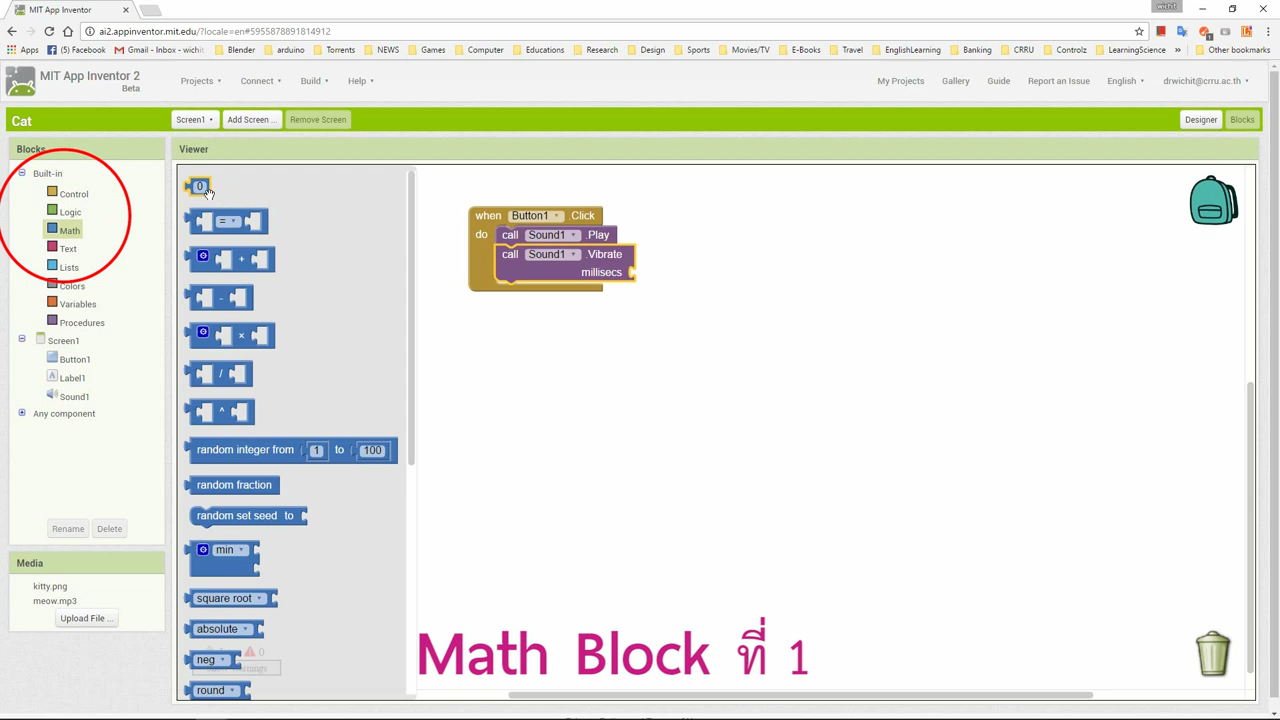 wichit
MIT App Inventor 2
ai2.appinventor.mit.edu/?locale=en#5955878891814912
Apps (5) Facebook Gmail - Inbox - wichit Blender arduino Torrents NEWS Games Computer Educations Research Design Sports Movies/TV E-Books Travel EnglishLearning Banking CRRU Controlz LearningScience » Other bookmarks
MIT App Inventor 2
Beta
Projects Connect Build Help My Projects Gallery Guide Report an Issue English drwichit@crru.ac.th
Cat Screen1 Add Screen ... Remove Screen Designer Blocks
Blocks
Built-in
Control
Logic
Math
Text
Lists
Colors
Variables
Procedures
Screen1
Button1
Label1
Sound1
Any component
Rename Delete
Media
kitty.png
meow.mp3
Upload File ...
Viewer
0
=
+
-
×
/
^
random integer from 1 to 100
random fraction
random set seed to
min
square root
absolute
neg
0
round
when Button1 .Click
do call Sound1 .Play
call Sound1 .Vibrate
millisecs
Math Block ที่ 1